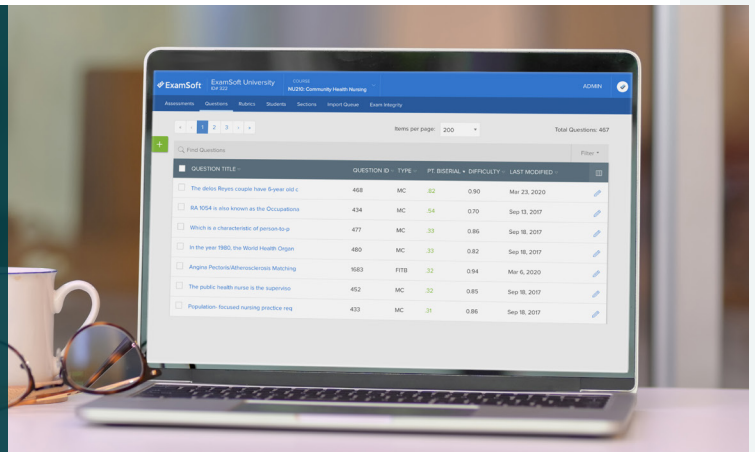 ExamSoft ExamSoft University COURSE ADMIN
ID# 322 NU210: Community Health Nursing
Assessments Questions Rubrics Students Sections Import Queue Exam Integrity
« ‹ 1 2 3 › » Items per page: 200 Total Questions: 467
+
Find Questions Filter
QUESTION TITLE QUESTION ID TYPE PT. BISERIAL DIFFICULTY LAST MODIFIED
The delos Reyes couple have 6-year old c 468 MC .82 0.90 Mar 23, 2020
RA 1054 is also known as the Occupations 434 MC .54 0.70 Sep 13, 2017
Which is a characteristic of person-to-p 477 MC .33 0.86 Sep 18, 2017
In the year 1980, the World Health Organ 480 MC .33 0.82 Sep 18, 2017
Angina Pectoris/Atherosclerosis Matching 1683 FITB .32 0.94 Mar 6, 2020
The public health nurse is the superviso 452 MC .32 0.85 Sep 18, 2017
Population- focused nursing practice req 433 MC .31 0.86 Sep 18, 2017